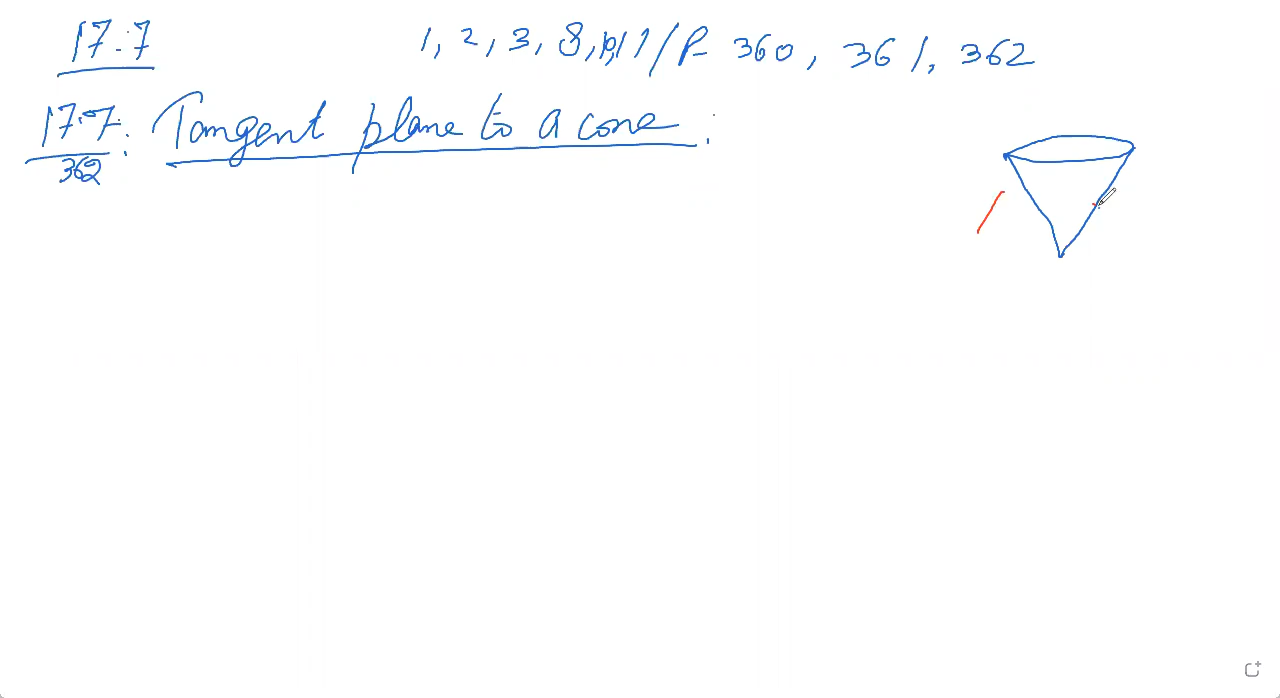 17.7
1, 2, 3, 8, 10, 11 / P- 360, 361, 362
17.7: Tangent plane to a cone:
362